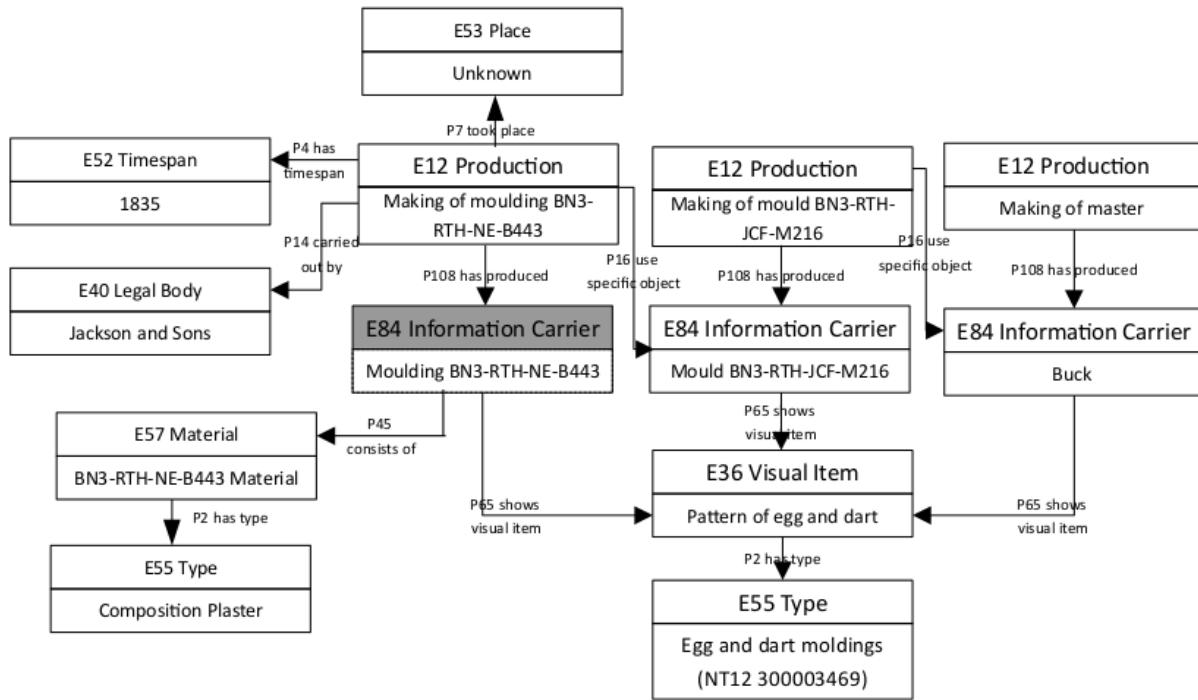 E53 Place
Unknown
P7 took place
E52 Timespan
1835
P4 has
timespan
E12 Production
Making of moulding BN3-
RTH-NE-B443
E12 Production
Making of mould BN3-RTH-
JCF-M216
E12 Production
Making of master
P14 carried
out by
P108 has produced
P16 use
specific object
P108 has produced
P16 use
specific object
P108 has produced
E40 Legal Body
Jackson and Sons
E84 Information Carrier
Moulding BN3-RTH-NE-B443
E84 Information Carrier
Mould BN3-RTH-JCF-M216
E84 Information Carrier
Buck
P45
consists of
P65 shows
visual item
E57 Material
BN3-RTH-NE-B443 Material
E36 Visual Item
Pattern of egg and dart
P65 shows
visual item
P65 shows
visual item
P2 has type
P2 has type
E55 Type
Composition Plaster
E55 Type
Egg and dart moldings
(NT12 300003469)